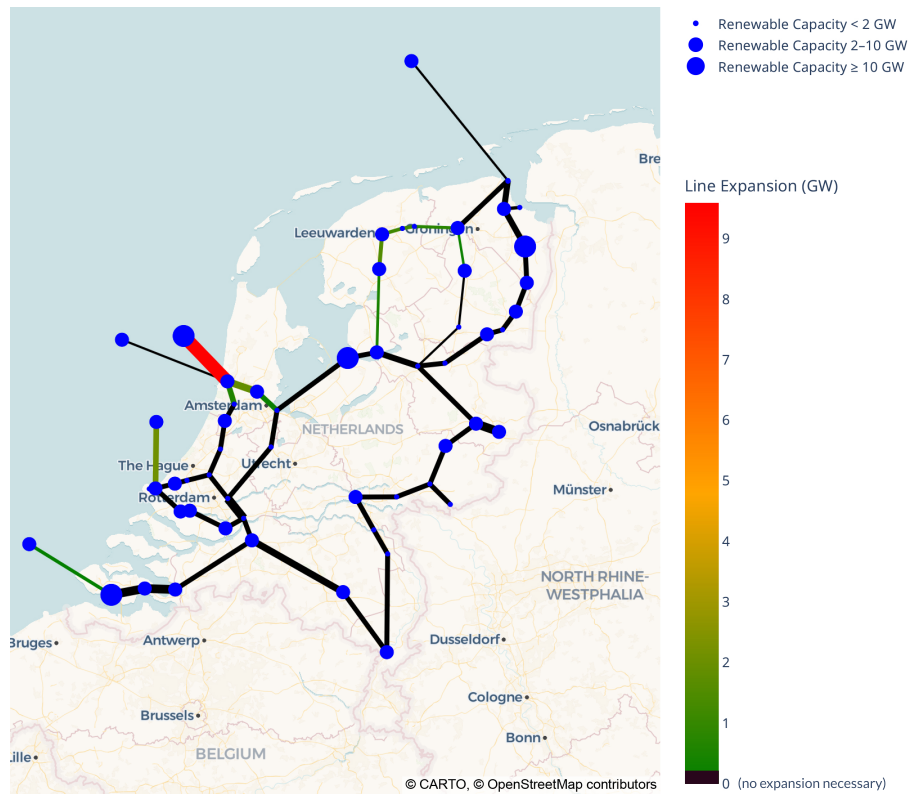 Renewable Capacity < 2 GW
Renewable Capacity 2–10 GW
Renewable Capacity ≥ 10 GW
Bre
Line Expansion (GW)
Leeuwarden
Groningen
9
8
7
6
5
4
3
2
1
0 (no expansion necessary)
Amsterdam
NETHERLANDS
Osnabrück
The Hague
Utrecht
Rotterdam
Münster
NORTH RHINE-
WESTPHALIA
Bruges
Antwerp
Dusseldorf
Cologne
Brussels
Bonn
BELGIUM
ille
© CARTO, © OpenStreetMap contributors